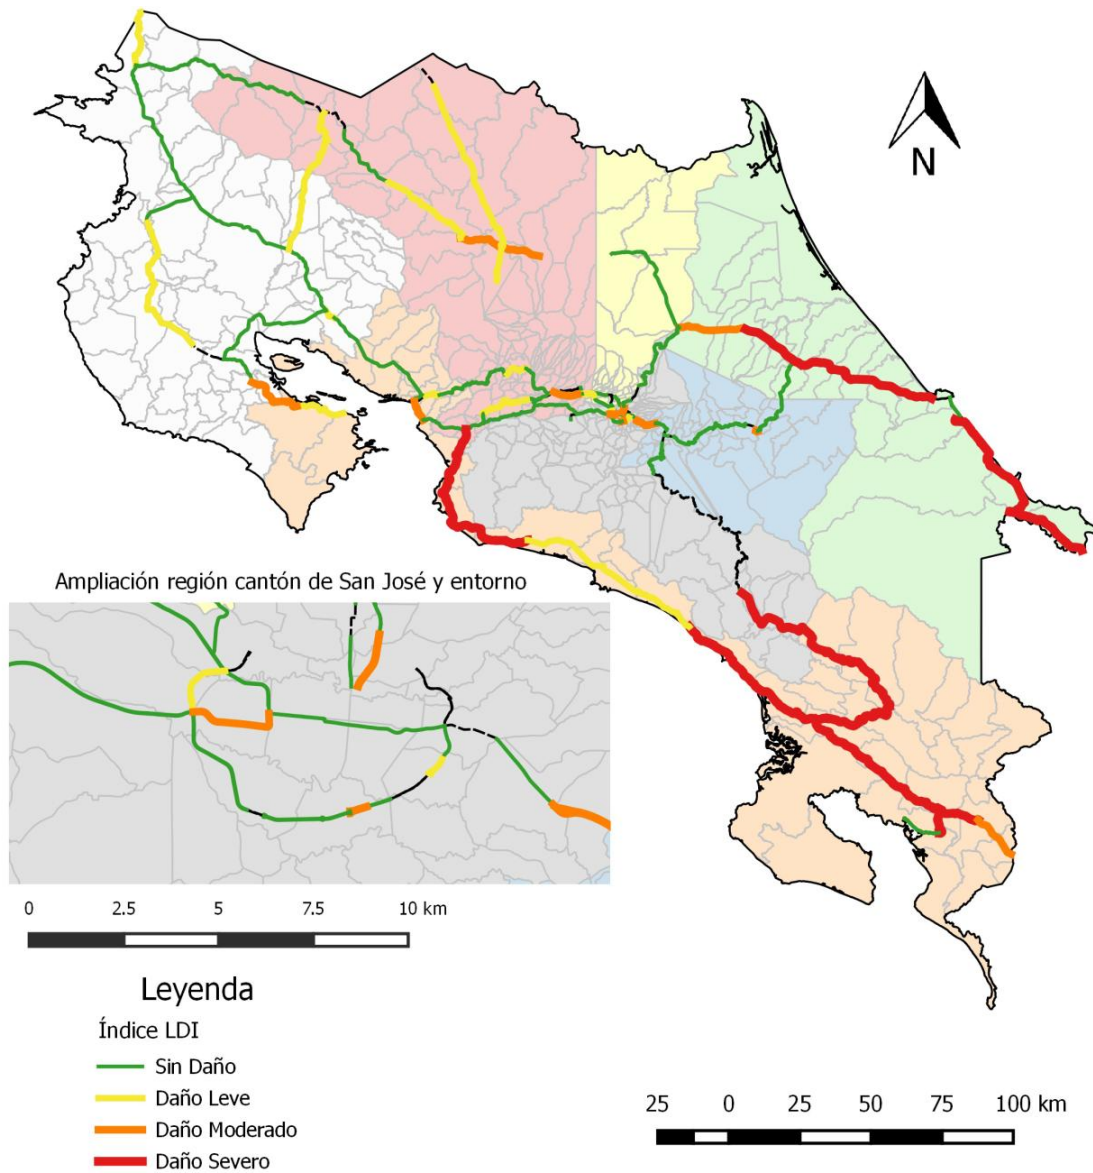 N
Ampliación región cantón de San José y entorno
0 2.5 5 7.5 10 km
Leyenda
Índice LDI
Sin Daño
Daño Leve
Daño Moderado
Daño Severo
25 0 25 50 75 100 km